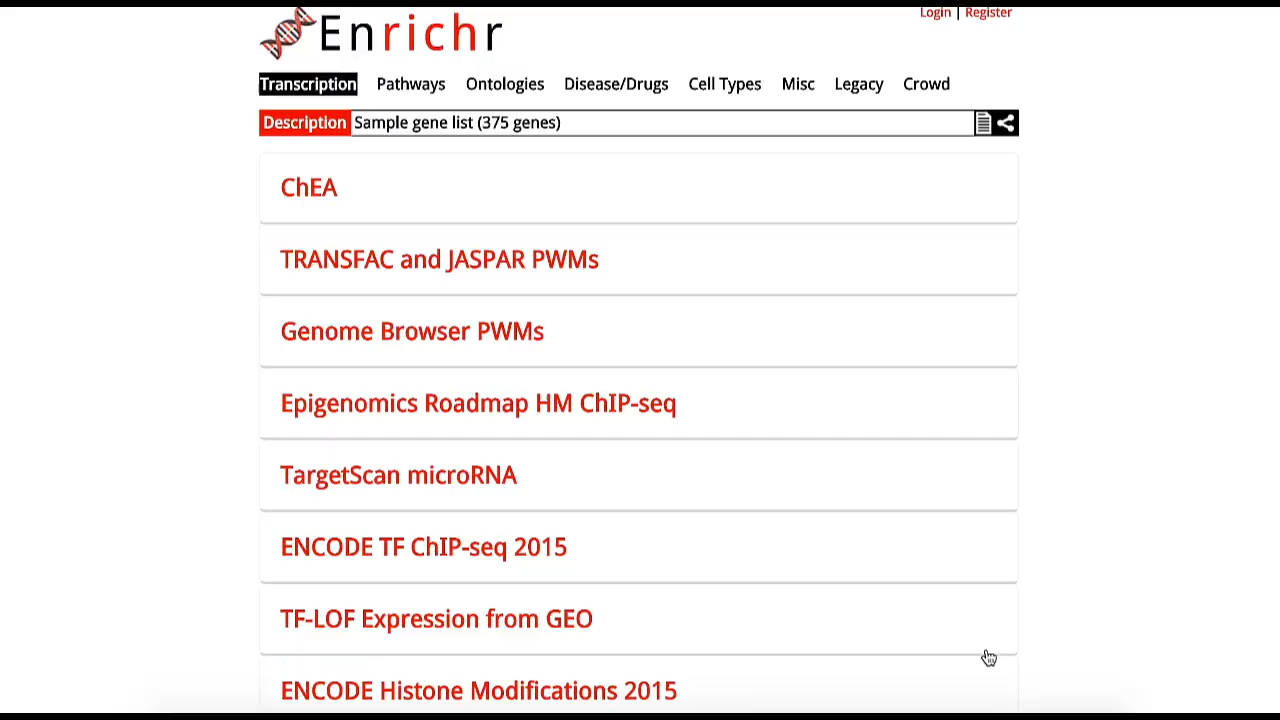 Login | Register
Enrichr
Transcription Pathways Ontologies Disease/Drugs Cell Types Misc Legacy Crowd
Description Sample gene list (375 genes)
ChEA
TRANSFAC and JASPAR PWMs
Genome Browser PWMs
Epigenomics Roadmap HM ChIP-seq
TargetScan microRNA
ENCODE TF ChIP-seq 2015
TF-LOF Expression from GEO
ENCODE Histone Modifications 2015